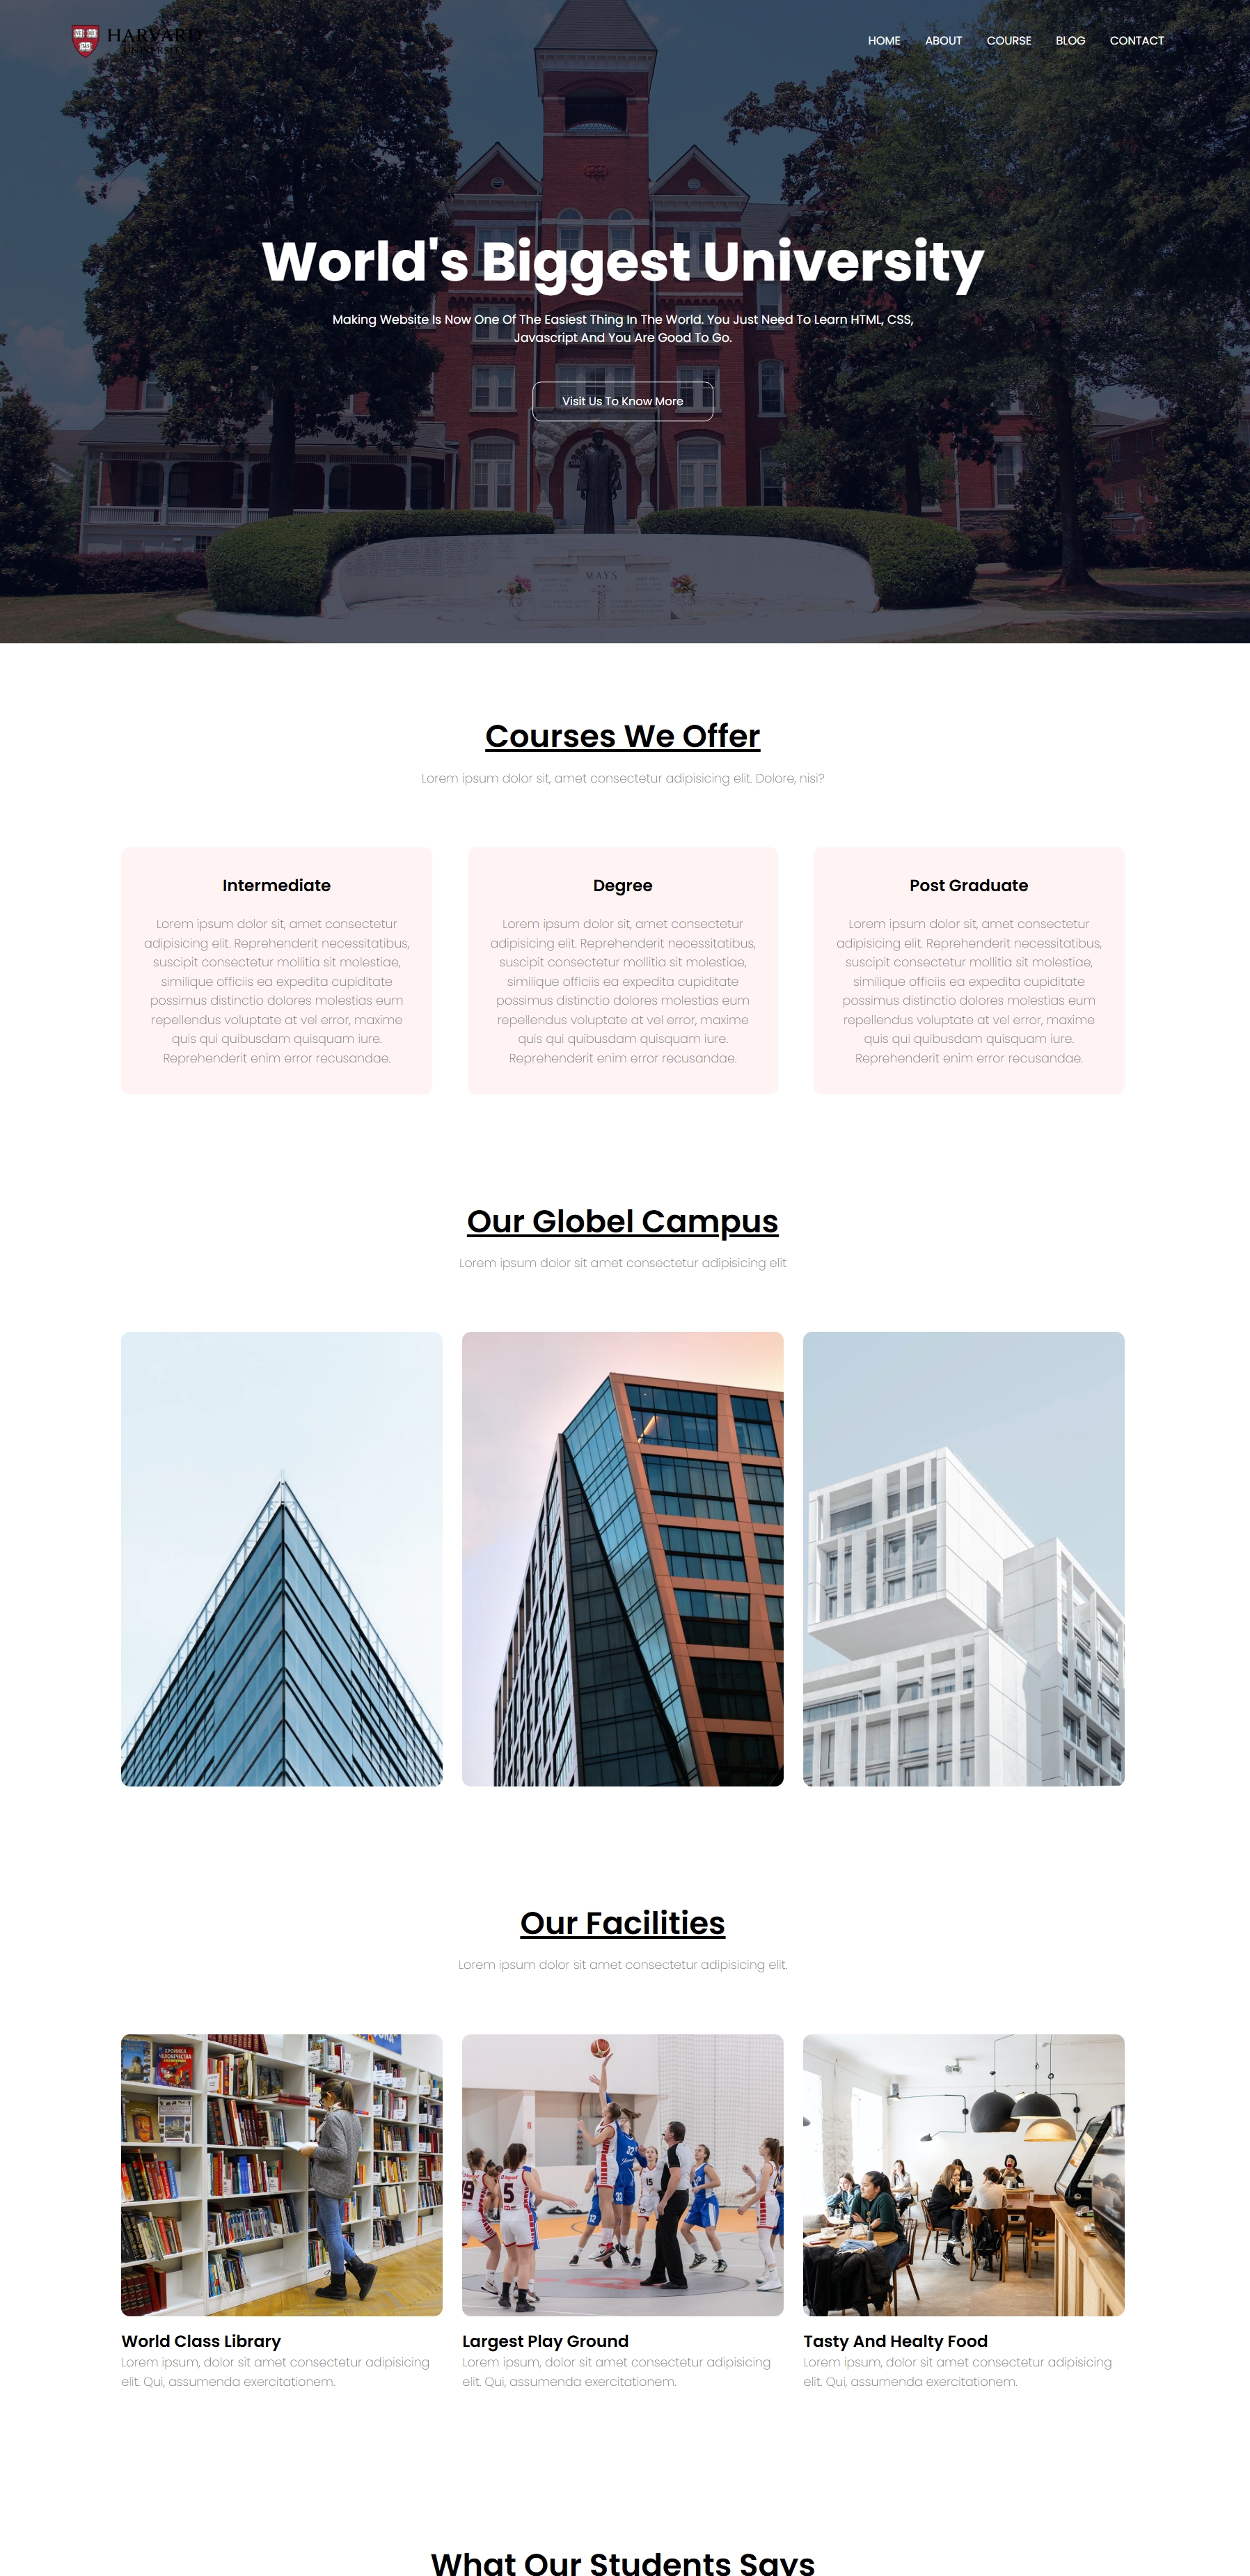 HARVARD
UNIVERSITY
HOME ABOUT COURSE BLOG CONTACT
World's Biggest University
Making Website Is Now One Of The Easiest Thing In The World. You Just Need To Learn HTML, CSS,
Javascript And You Are Good To Go.
Visit Us To Know More
MAYS
Courses We Offer
Lorem ipsum dolor sit, amet consectetur adipisicing elit. Dolore, nisi?
Intermediate
Lorem ipsum dolor sit, amet consectetur
adipisicing elit. Reprehenderit necessitatibus,
suscipit consectetur mollitia sit molestiae,
similique officiis ea expedita cupiditate
possimus distinctio dolores molestias eum
repellendus voluptate at vel error, maxime
quis qui quibusdam quisquam iure.
Reprehenderit enim error recusandae.
Degree
Lorem ipsum dolor sit, amet consectetur
adipisicing elit. Reprehenderit necessitatibus,
suscipit consectetur mollitia sit molestiae,
similique officiis ea expedita cupiditate
possimus distinctio dolores molestias eum
repellendus voluptate at vel error, maxime
quis qui quibusdam quisquam iure.
Reprehenderit enim error recusandae.
Post Graduate
Lorem ipsum dolor sit, amet consectetur
adipisicing elit. Reprehenderit necessitatibus,
suscipit consectetur mollitia sit molestiae,
similique officiis ea expedita cupiditate
possimus distinctio dolores molestias eum
repellendus voluptate at vel error, maxime
quis qui quibusdam quisquam iure.
Reprehenderit enim error recusandae.
Our Globel Campus
Lorem ipsum dolor sit amet consectetur adipisicing elit
Our Facilities
Lorem ipsum dolor sit amet consectetur adipisicing elit.
ХРОНИКА
ЧЕЛОВЕЧЕСТВА
5
32
32
15
World Class Library
Lorem ipsum, dolor sit amet consectetur adipisicing
elit. Qui, assumenda exercitationem.
Largest Play Ground
Lorem ipsum, dolor sit amet consectetur adipisicing
elit. Qui, assumenda exercitationem.
Tasty And Healty Food
Lorem ipsum, dolor sit amet consectetur adipisicing
elit. Qui, assumenda exercitationem.
What Our Students Says